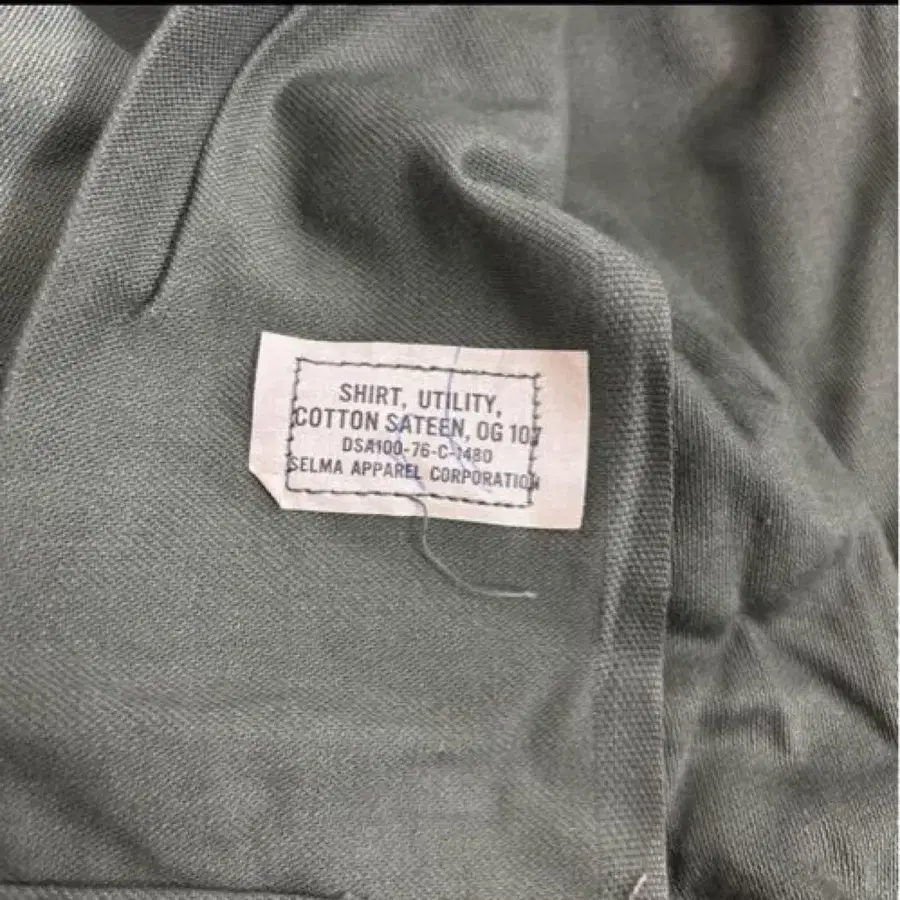 SHIRT, UTILITY,
COTTON SATEEN, OG 107
DSA100-76-C-1480
SELMA APPAREL CORPORATION